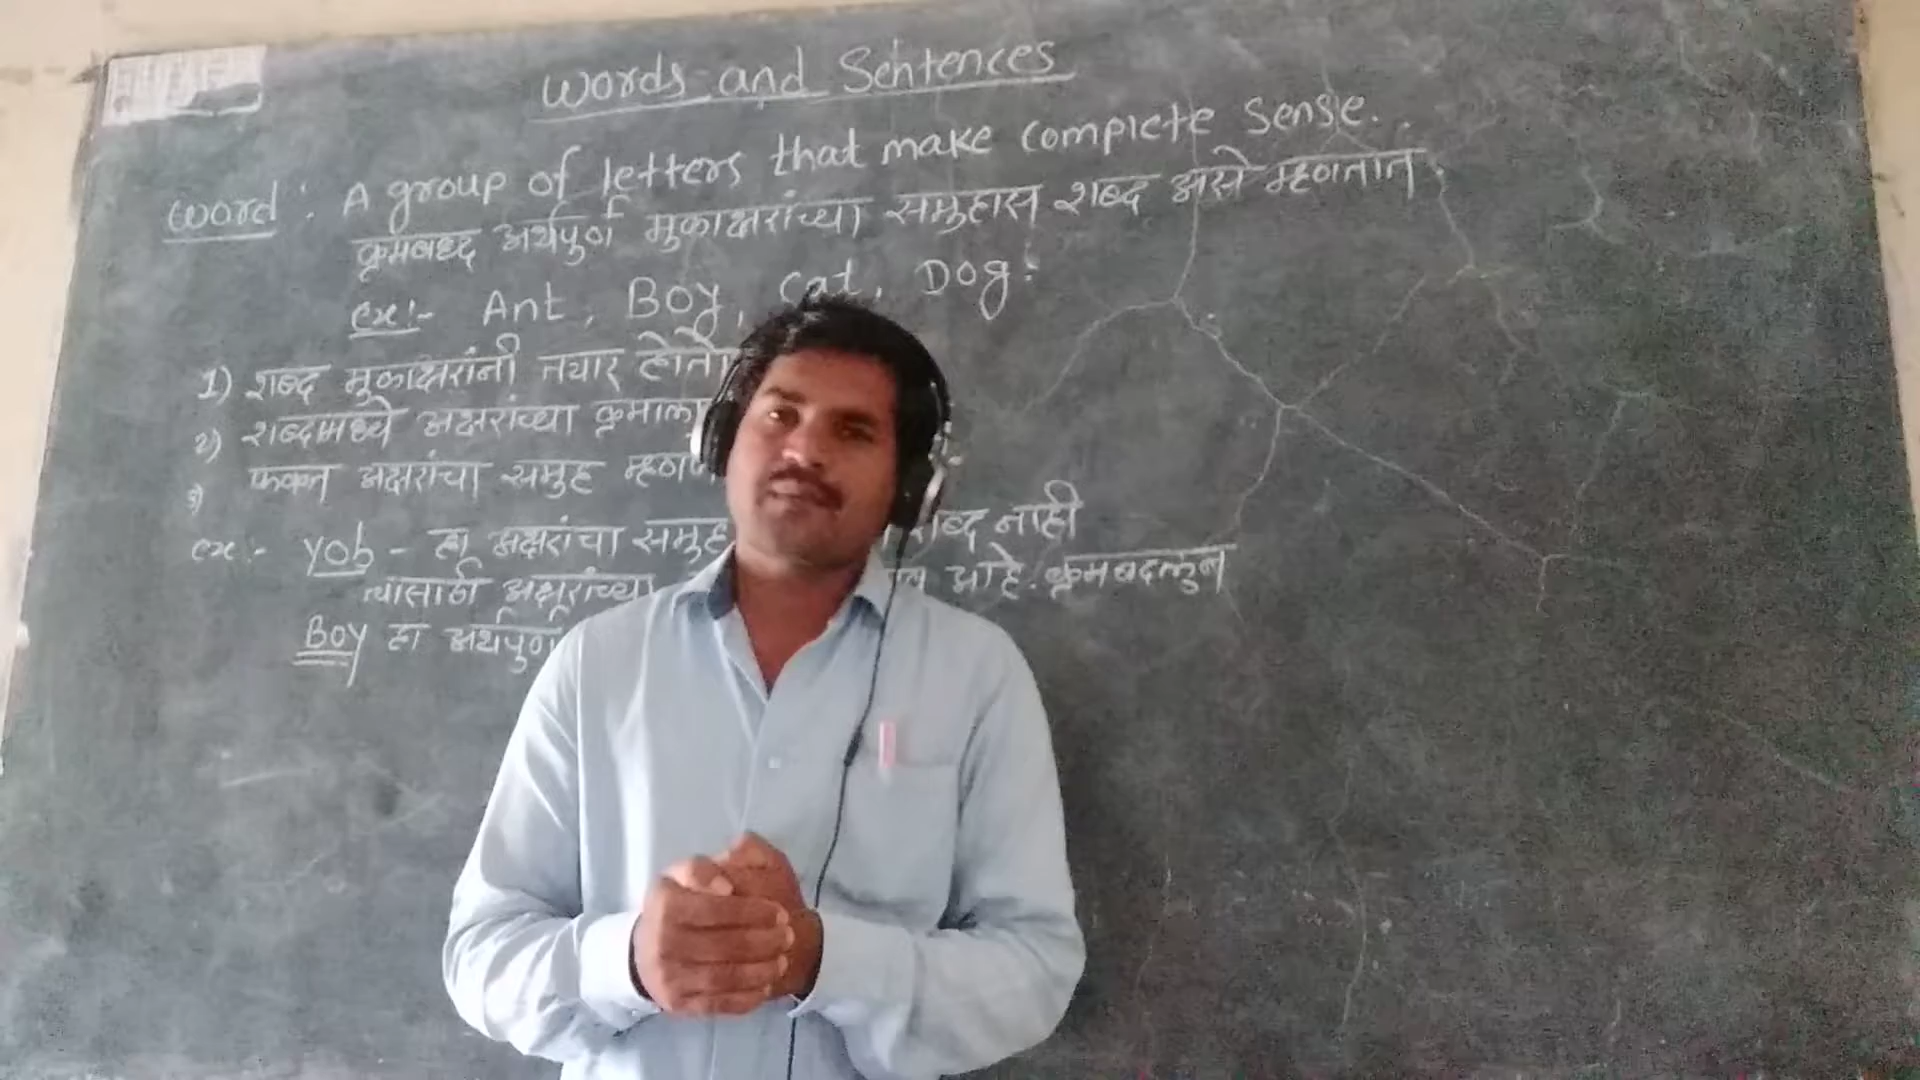 Words and Sentences
Word : A group of letters that make complete sense.
क्रमबध्द अर्थपुर्ण मुळाक्षरांच्या समुहास शब्द असे म्हणतात
ex:- Ant, Boy, Cat, Dog.
1) शब्द मुळाक्षरांनी तयार होतो
2) शब्दामध्ये अक्षरांच्या क्रमाला
3) फक्त अक्षरांचा समुह म्हणजे
ex:- Yob - हा अक्षरांचा समुह शब्द नाही
त्यासाठी अक्षरांच्या आहे. क्रम बदलुन
Boy हा अर्थपुर्ण